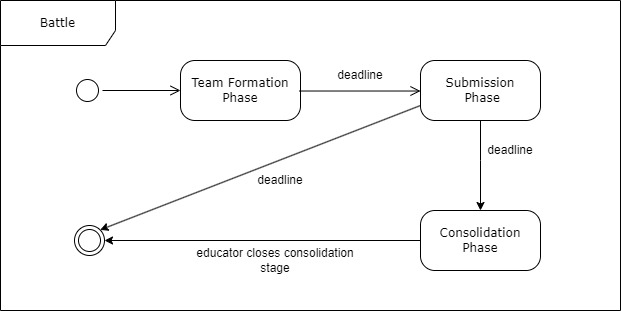 Battle
Team Formation
Phase
deadline
Submission
Phase
deadline
deadline
Consolidation
Phase
educator closes consolidation
stage